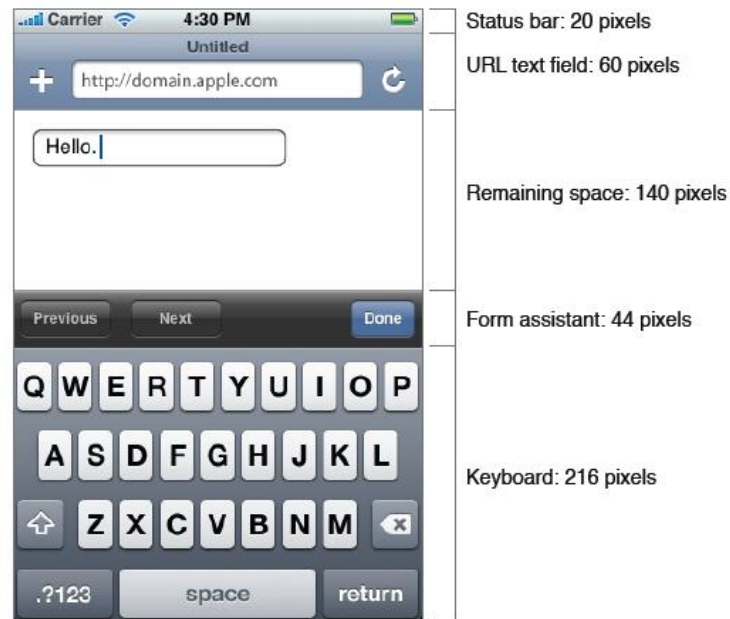 Carrier 4:30 PM
Status bar: 20 pixels
Untitled
http://domain.apple.com
URL text field: 60 pixels
Hello.
Remaining space: 140 pixels
Previous Next Done
Form assistant: 44 pixels
Q W E R T Y U I O P
A S D F G H J K L
Keyboard: 216 pixels
Z X C V B N M
.?123 space return